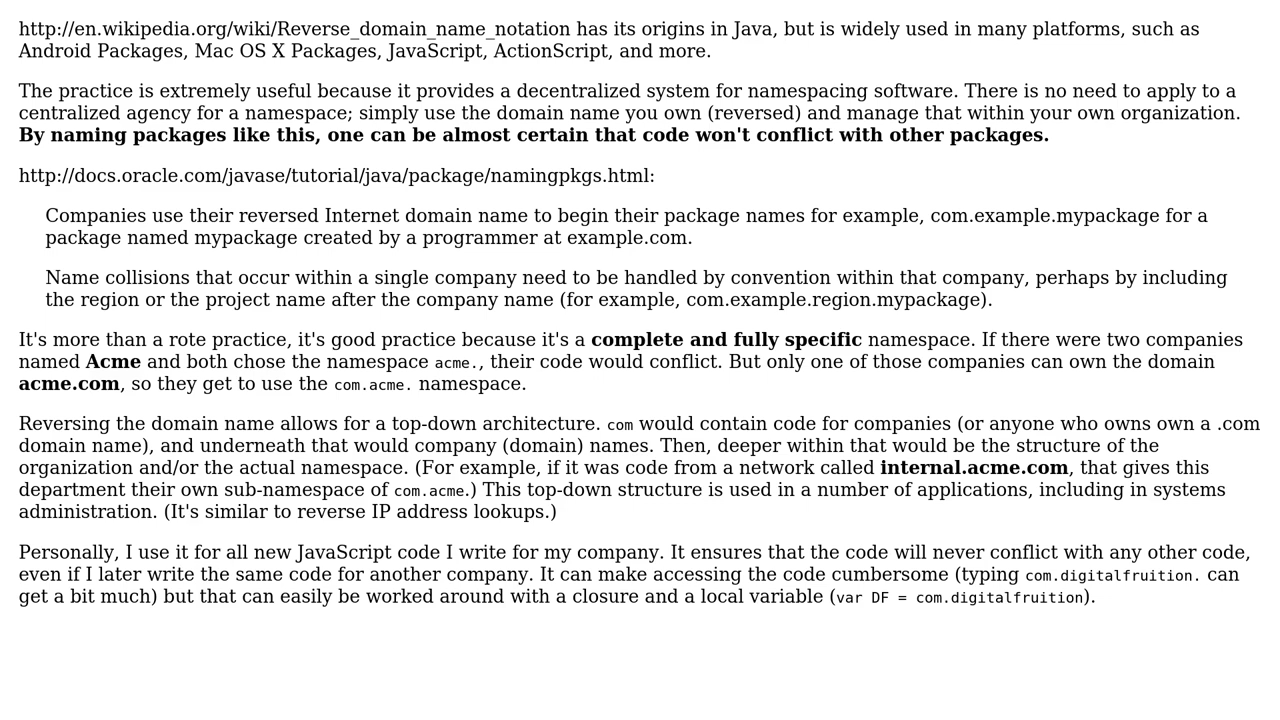 http://en.wikipedia.org/wiki/Reverse_domain_name_notation has its origins in Java, but is widely used in many platforms, such as
Android Packages, Mac OS X Packages, JavaScript, ActionScript, and more.
The practice is extremely useful because it provides a decentralized system for namespacing software. There is no need to apply to a
centralized agency for a namespace; simply use the domain name you own (reversed) and manage that within your own organization.
By naming packages like this, one can be almost certain that code won't conflict with other packages.
http://docs.oracle.com/javase/tutorial/java/package/namingpkgs.html:
Companies use their reversed Internet domain name to begin their package names for example, com.example.mypackage for a
package named mypackage created by a programmer at example.com.
Name collisions that occur within a single company need to be handled by convention within that company, perhaps by including
the region or the project name after the company name (for example, com.example.region.mypackage).
It's more than a rote practice, it's good practice because it's a complete and fully specific namespace. If there were two companies
named Acme and both chose the namespace acme., their code would conflict. But only one of those companies can own the domain
acme.com, so they get to use the com.acme. namespace.
Reversing the domain name allows for a top-down architecture. com would contain code for companies (or anyone who owns own a .com
domain name), and underneath that would company (domain) names. Then, deeper within that would be the structure of the
organization and/or the actual namespace. (For example, if it was code from a network called internal.acme.com, that gives this
department their own sub-namespace of com.acme.) This top-down structure is used in a number of applications, including in systems
administration. (It's similar to reverse IP address lookups.)
Personally, I use it for all new JavaScript code I write for my company. It ensures that the code will never conflict with any other code,
even if I later write the same code for another company. It can make accessing the code cumbersome (typing com.digitalfruition. can
get a bit much) but that can easily be worked around with a closure and a local variable (var DF = com.digitalfruition).